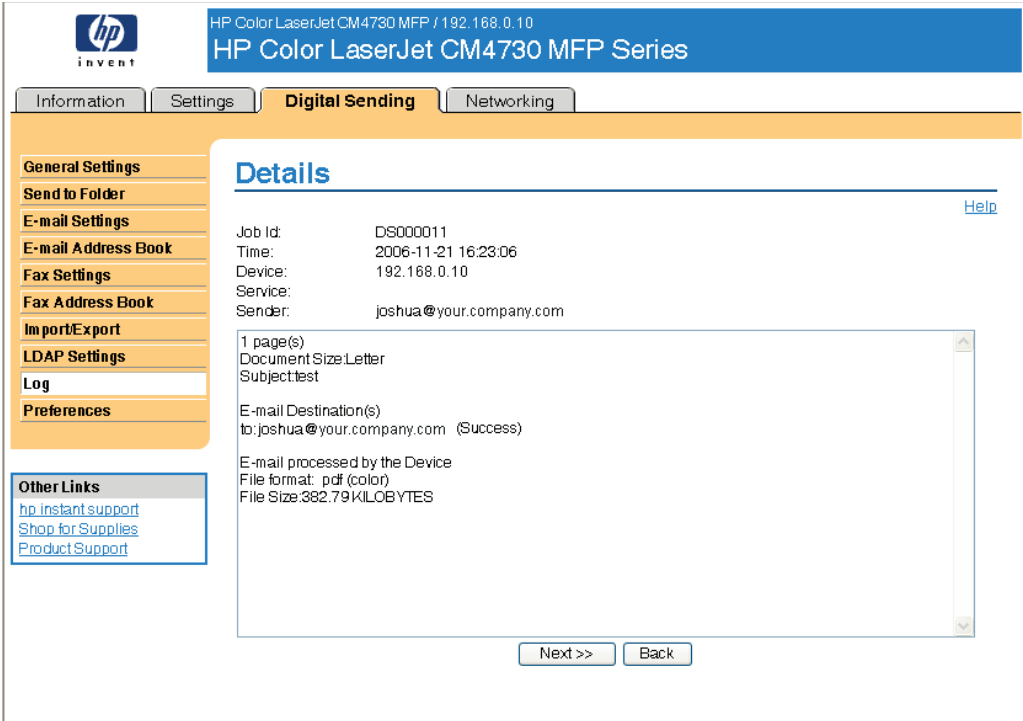 hp
invent
HP Color LaserJet CM4730 MFP / 192.168.0.10
HP Color LaserJet CM4730 MFP Series
Information Settings Digital Sending Networking
General Settings
Send to Folder
E-mail Settings
E-mail Address Book
Fax Settings
Fax Address Book
Import/Export
LDAP Settings
Log
Preferences
Other Links
hp instant support
Shop for Supplies
Product Support
Details
Help
Job Id: DS000011
Time: 2006-11-21 16:23:06
Device: 192.168.0.10
Service:
Sender: joshua@your.company.com
1 page(s)
Document Size:Letter
Subject:test
E-mail Destination(s)
to:joshua@your.company.com (Success)
E-mail processed by the Device
File format: pdf (color)
File Size:382.79 KILOBYTES
Next >> Back